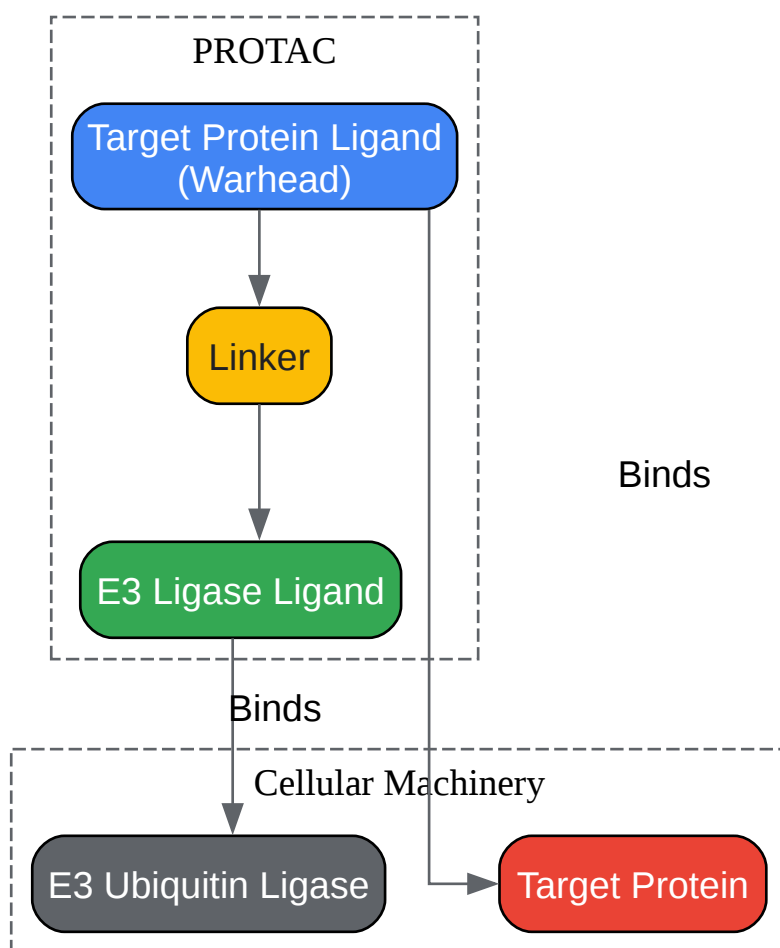 PROTAC
Target Protein Ligand
(Warhead)
Linker
Binds
E3 Ligase Ligand
Binds
Cellular Machinery
E3 Ubiquitin Ligase
Target Protein